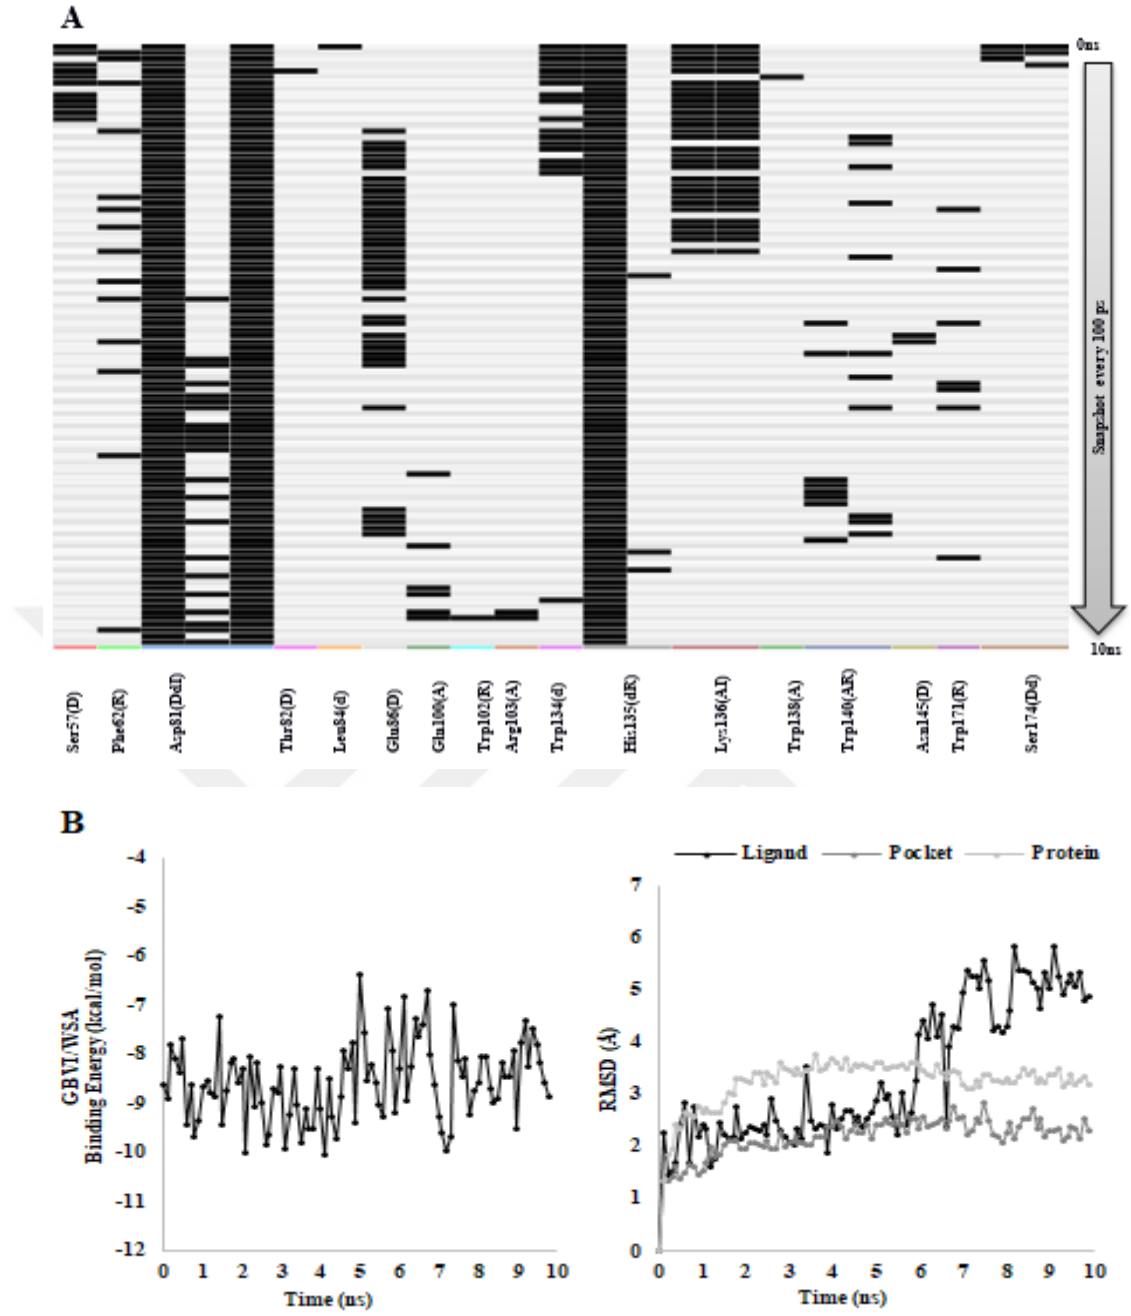 A
0ns
Snapshot every 100 ps
10ns
Ser57(D)
Phe62(R)
Asp81(DdI)
Thr82(D)
Leu84(d)
Glu86(D)
Gln100(A)
Trp102(R)
Arg103(A)
Trp134(d)
His135(dR)
Lys136(AI)
Trp138(A)
Trp140(AR)
Asn145(D)
Trp171(R)
Ser174(Dd)
B
-4
-5
-6
-7
-8
-9
-10
-11
-12
GBVI/WSA
Binding Energy (kcal/mol)
0 1 2 3 4 5 6 7 8 9 10
Time (ns)
Ligand Pocket Protein
7
6
5
4
3
2
1
0
RMSD (Å)
0 1 2 3 4 5 6 7 8 9 10
Time (ns)